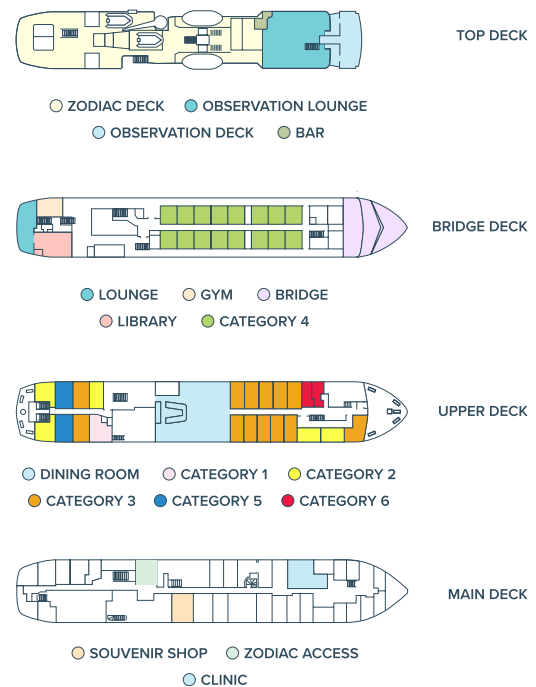 TOP DECK
ZODIAC DECK OBSERVATION LOUNGE
OBSERVATION DECK BAR
BRIDGE DECK
LOUNGE GYM BRIDGE
LIBRARY CATEGORY 4
UPPER DECK
DINING ROOM CATEGORY 1 CATEGORY 2
CATEGORY 3 CATEGORY 5 CATEGORY 6
MAIN DECK
SOUVENIR SHOP ZODIAC ACCESS
CLINIC